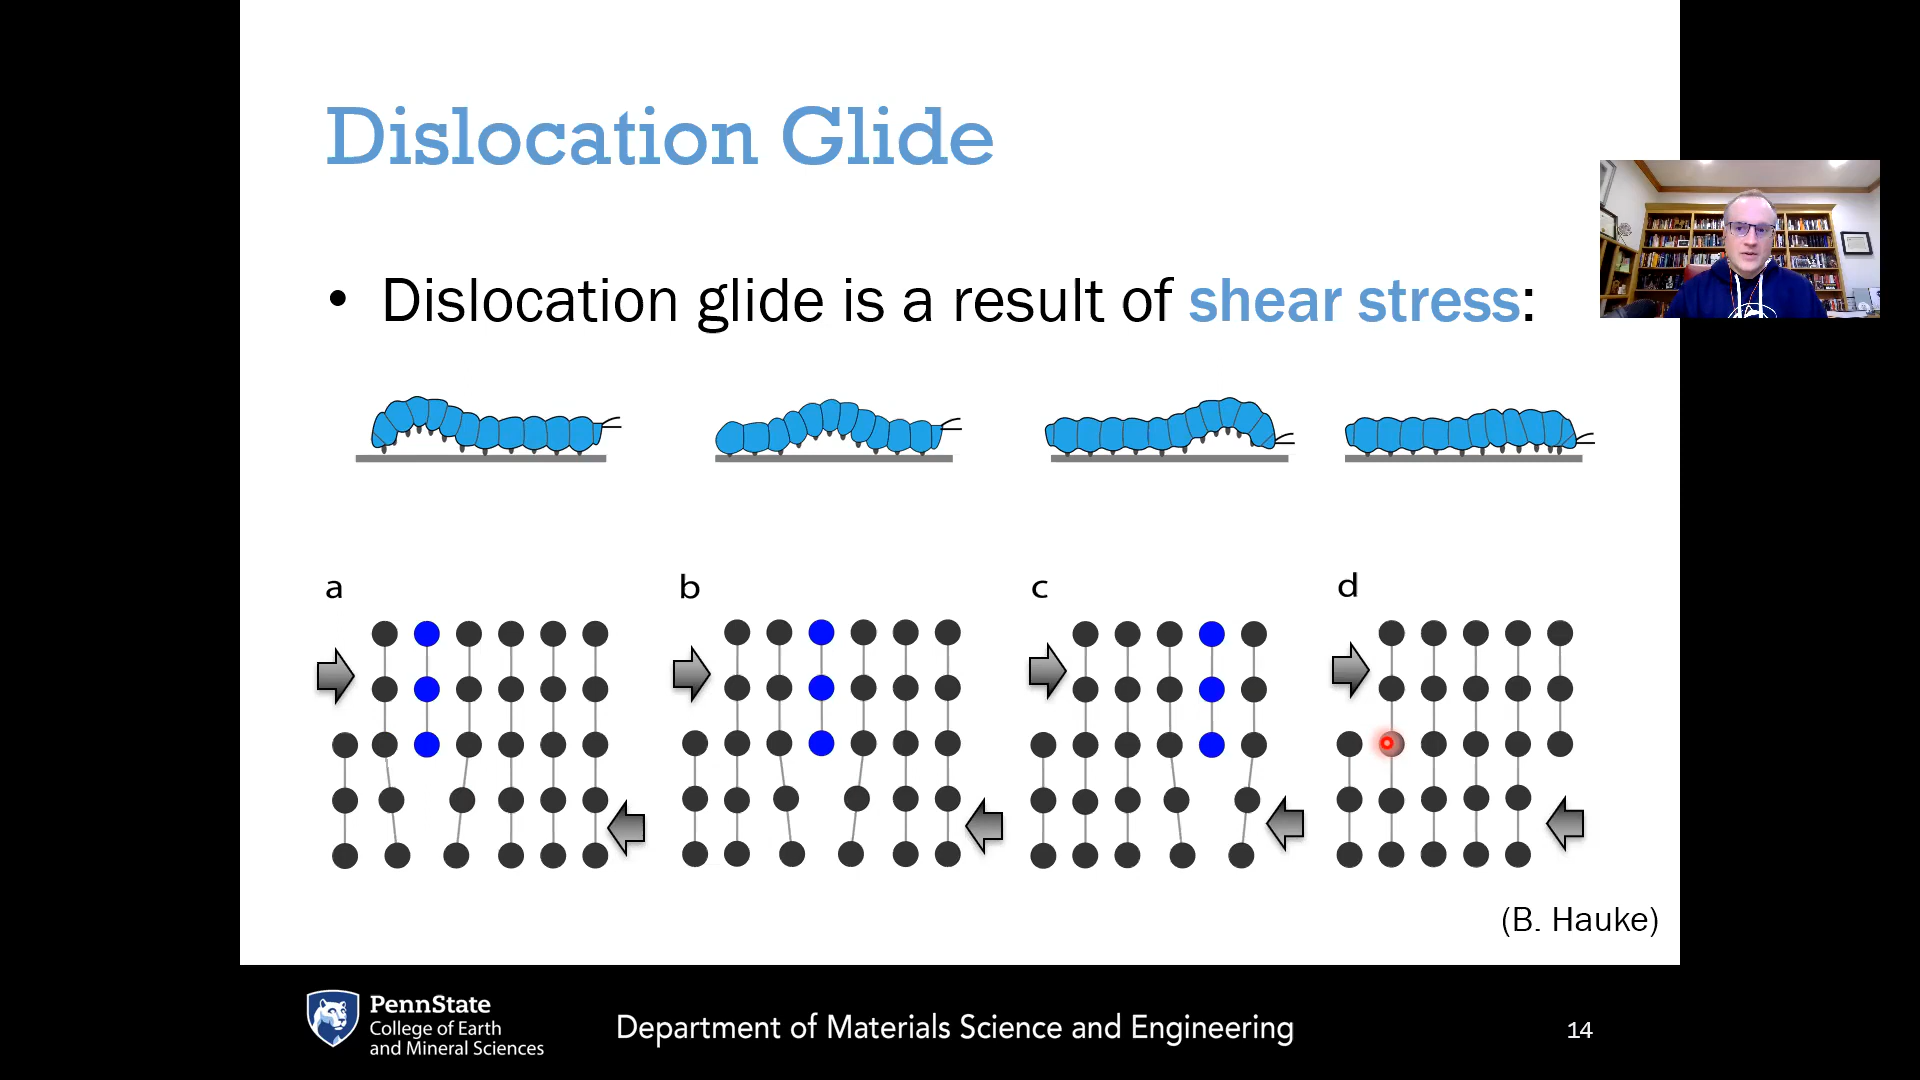 Dislocation Glide
• Dislocation glide is a result of shear stress:
a
b
c
d
(B. Hauke)
PennState
College of Earth
and Mineral Sciences
Department of Materials Science and Engineering
14